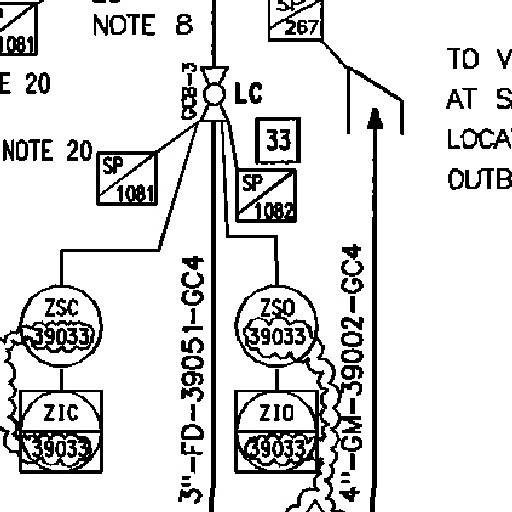 NOTE 8
SP
267
1081
E 20
GCB-3
LC
TO V
AT S
LOCAT
OUTB
33
NOTE 20
SP
1081
SP
1082
ZSC
39033
ZSO
39033
ZIC
39033
ZIO
39033
3"-FD-39051-GC4
4"-GM-39002-GC4